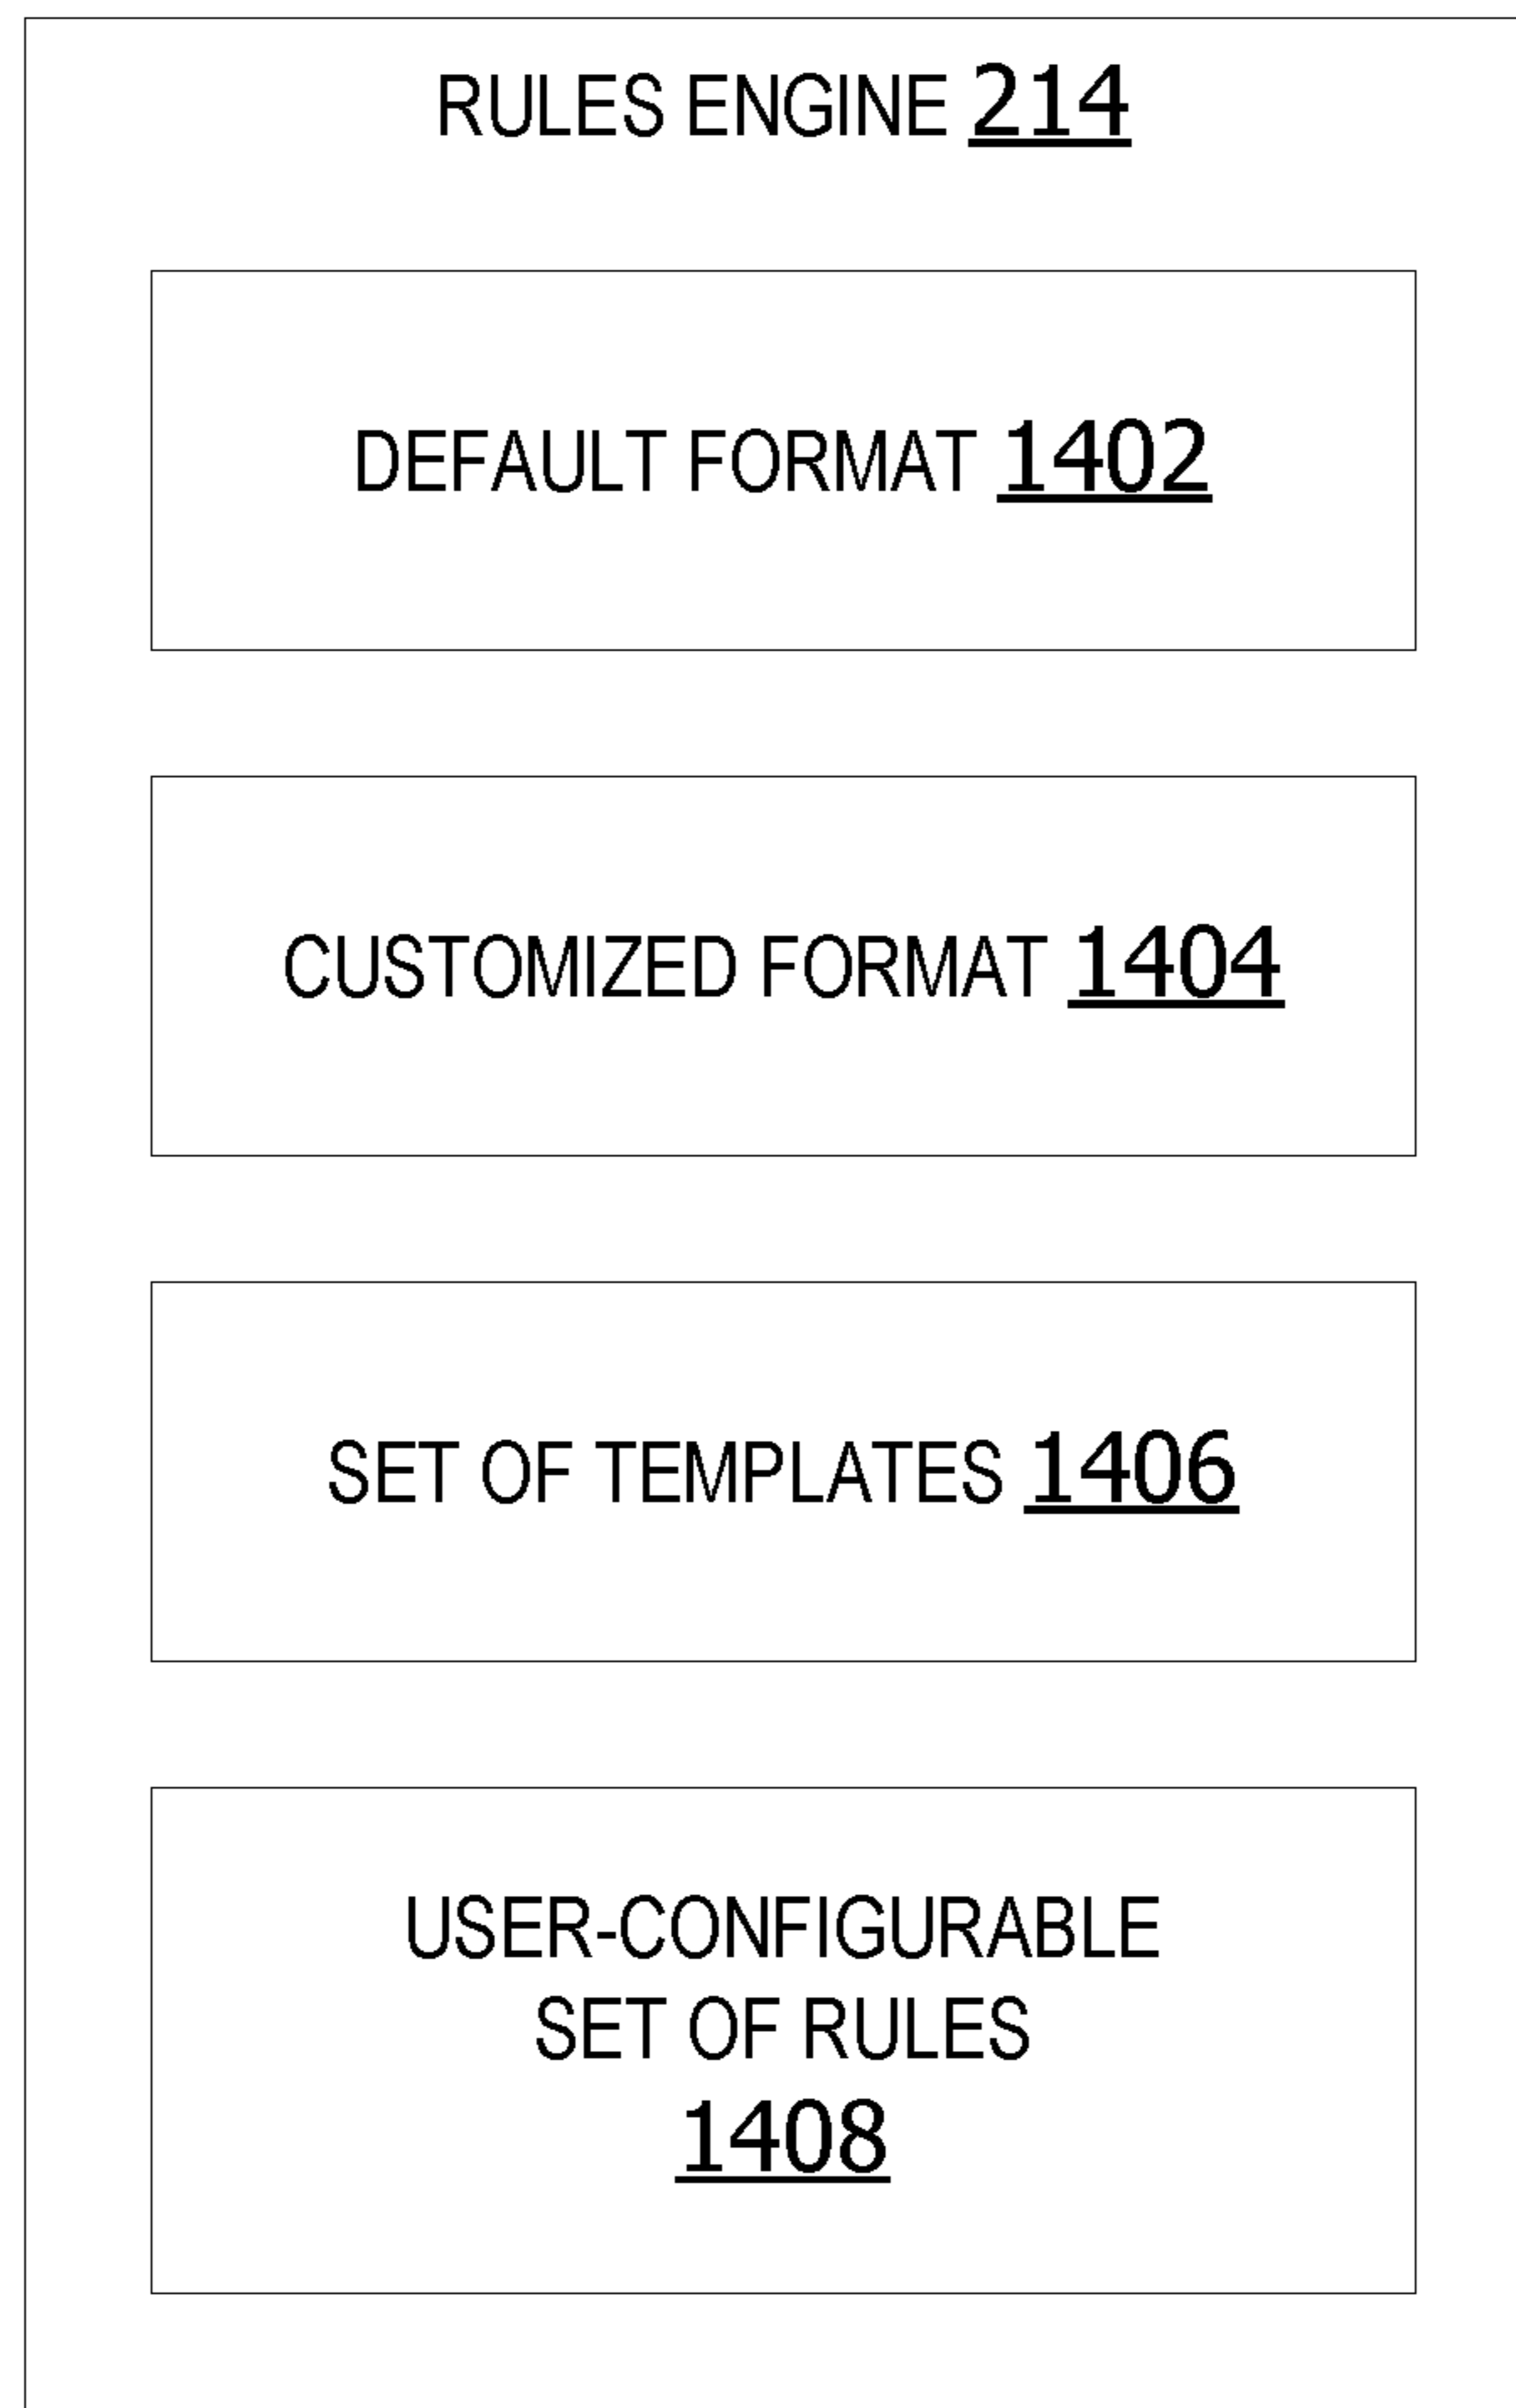 RULES ENGINE 214
DEFAULT FORMAT 1402
CUSTOMIZED FORMAT 1404
SET OF TEMPLATES 1406
USER-CONFIGURABLE
SET OF RULES
1408